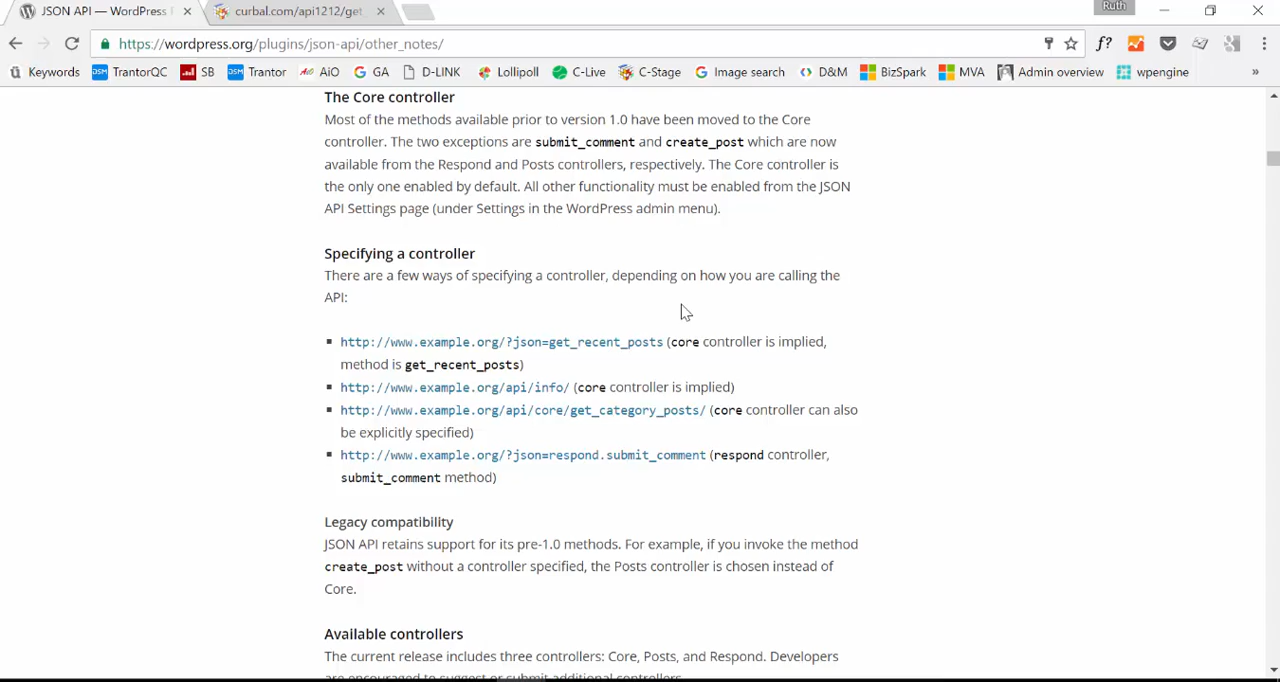 JSON API — WordPress
curbal.com/api1212/get
Ruth
https://wordpress.org/plugins/json-api/other_notes/
f?
Keywords
DSM TrantorQC
SB
DSM Trantor
AiO
GA
C-LINK
Lollipoll
C-Live
C-Stage
Image search
D&M
BizSpark
MVA
Admin overview
wpengine
»
The Core controller
Most of the methods available prior to version 1.0 have been moved to the Core
controller. The two exceptions are submit_comment and create_post which are now
available from the Respond and Posts controllers, respectively. The Core controller is
the only one enabled by default. All other functionality must be enabled from the JSON
API Settings page (under Settings in the WordPress admin menu).
Specifying a controller
There are a few ways of specifying a controller, depending on how you are calling the
API:
http://www.example.org/?json=get_recent_posts (core controller is implied,
method is get_recent_posts)
http://www.example.org/api/info/ (core controller is implied)
http://www.example.org/api/core/get_category_posts/ (core controller can also
be explicitly specified)
http://www.example.org/?json=respond.submit_comment (respond controller,
submit_comment method)
Legacy compatibility
JSON API retains support for its pre-1.0 methods. For example, if you invoke the method
create_post without a controller specified, the Posts controller is chosen instead of
Core.
Available controllers
The current release includes three controllers: Core, Posts, and Respond. Developers
are encouraged to suggest or submit additional controllers.